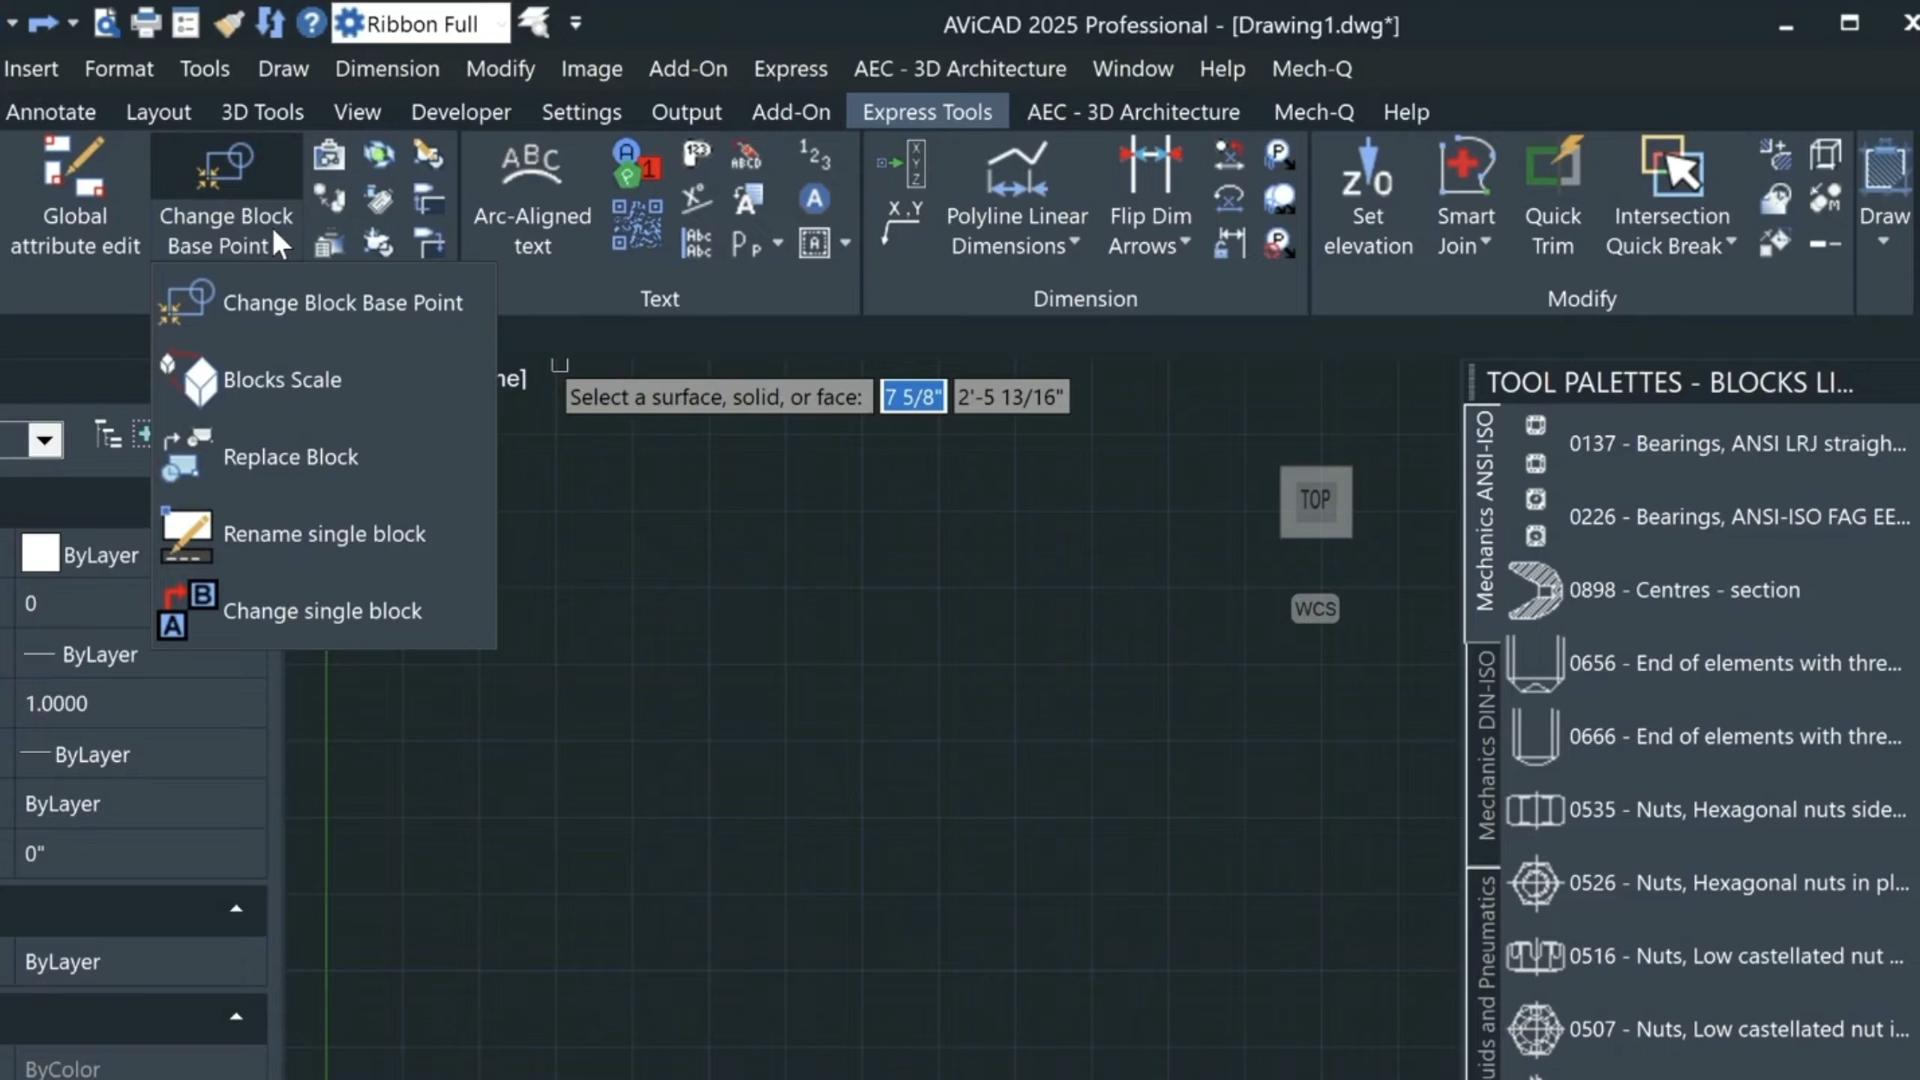 Ribbon Full
AViCAD 2025 Professional - [Drawing1.dwg*]
Insert Format Tools Draw Dimension Modify Image Add-On Express AEC - 3D Architecture Window Help Mech-Q
Annotate Layout 3D Tools View Developer Settings Output Add-On Express Tools AEC - 3D Architecture Mech-Q Help
Global
attribute edit
Change Block
Base Point
ABC
Arc-Aligned
text
Text
Polyline Linear
Dimensions
Flip Dim
Arrows
Dimension
Set
elevation
Smart
Join
Quick
Trim
Intersection
Quick Break
Modify
Draw
Change Block Base Point
Blocks Scale
Replace Block
Rename single block
Change single block
ne]
Select a surface, solid, or face: 7 5/8" 2'-5 13/16"
TOP
WCS
ByLayer
0
ByLayer
1.0000
ByLayer
ByLayer
0"
ByLayer
ByColor
TOOL PALETTES - BLOCKS LI...
Mechanics ANSI-ISO
Mechanics DIN-ISO
uids and Pneumatics
0137 - Bearings, ANSI LRJ straigh...
0226 - Bearings, ANSI-ISO FAG EE...
0898 - Centres - section
0656 - End of elements with thre...
0666 - End of elements with thre...
0535 - Nuts, Hexagonal nuts side...
0526 - Nuts, Hexagonal nuts in pl...
0516 - Nuts, Low castellated nut ...
0507 - Nuts, Low castellated nut i...